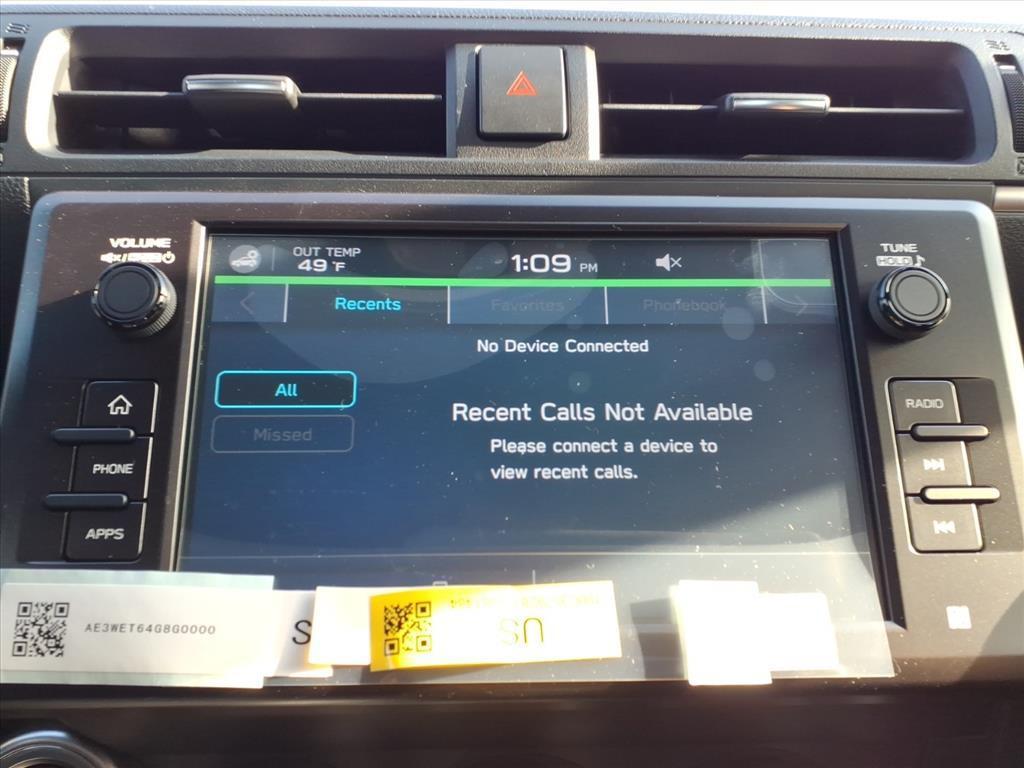 VOLUME
OUT TEMP
49 °F
1:09 PM
TUNE
HOLD
Recents
Favorites
Phonebook
No Device Connected
All
Missed
Recent Calls Not Available
Please connect a device to
view recent calls.
PHONE
APPS
RADIO
AE3WET64G8G0000
S
US